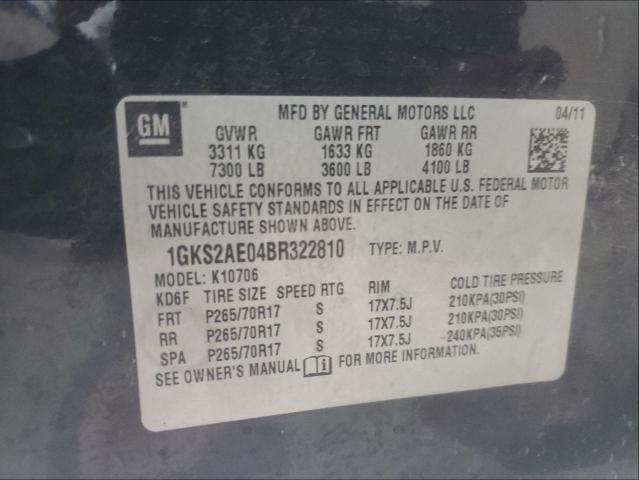 GM
MFD BY GENERAL MOTORS LLC 04/11
GVWR GAWR FRT GAWR RR
3311 KG 1633 KG 1860 KG
7300 LB 3600 LB 4100 LB
THIS VEHICLE CONFORMS TO ALL APPLICABLE U.S. FEDERAL MOTOR
VEHICLE SAFETY STANDARDS IN EFFECT ON THE DATE OF
MANUFACTURE SHOWN ABOVE.
1GKS2AE04BR322810 TYPE: M.P.V.
MODEL: K10706
KD6F TIRE SIZE SPEED RTG RIM COLD TIRE PRESSURE
FRT P265/70R17 S 17X7.5J 210KPA(30PSI)
RR P265/70R17 S 17X7.5J 210KPA(30PSI)
SPA P265/70R17 S 17X7.5J 240KPA(35PSI)
SEE OWNER'S MANUAL i FOR MORE INFORMATION.